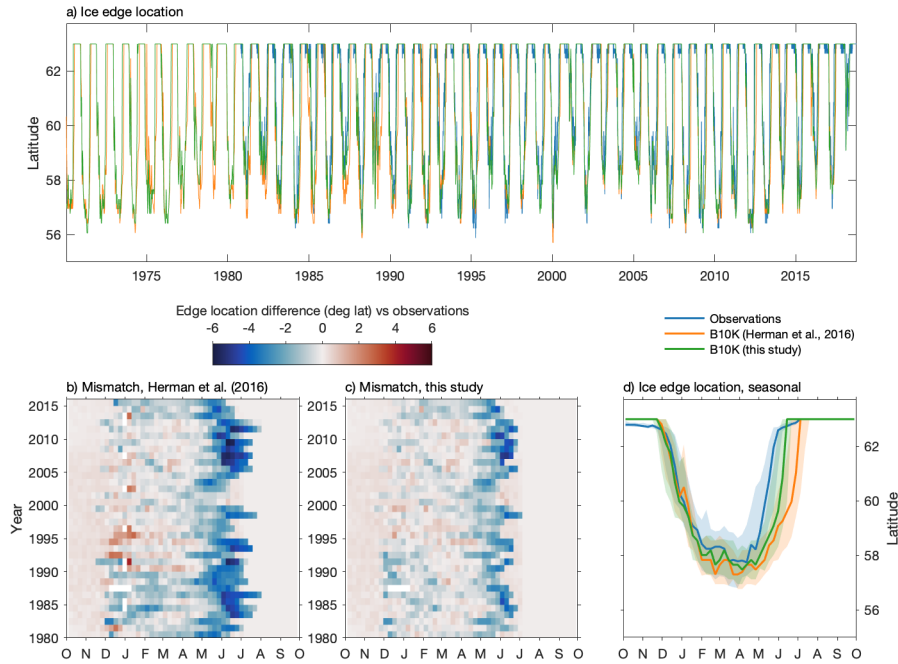 a) Ice edge location
Latitude
62
60
58
56
1975
1980
1985
1990
1995
2000
2005
2010
2015
Edge location difference (deg lat) vs observations
-6
-4
-2
0
2
4
6
Observations
B10K (Herman et al., 2016)
B10K (this study)
b) Mismatch, Herman et al. (2016)
Year
2015
2010
2005
2000
1995
1990
1985
1980
O N D J F M A M J J A S O
c) Mismatch, this study
2015
2010
2005
2000
1995
1990
1985
1980
O N D J F M A M J J A S O
d) Ice edge location, seasonal
62
60
58
56
Latitude
O N D J F M A M J J A S O